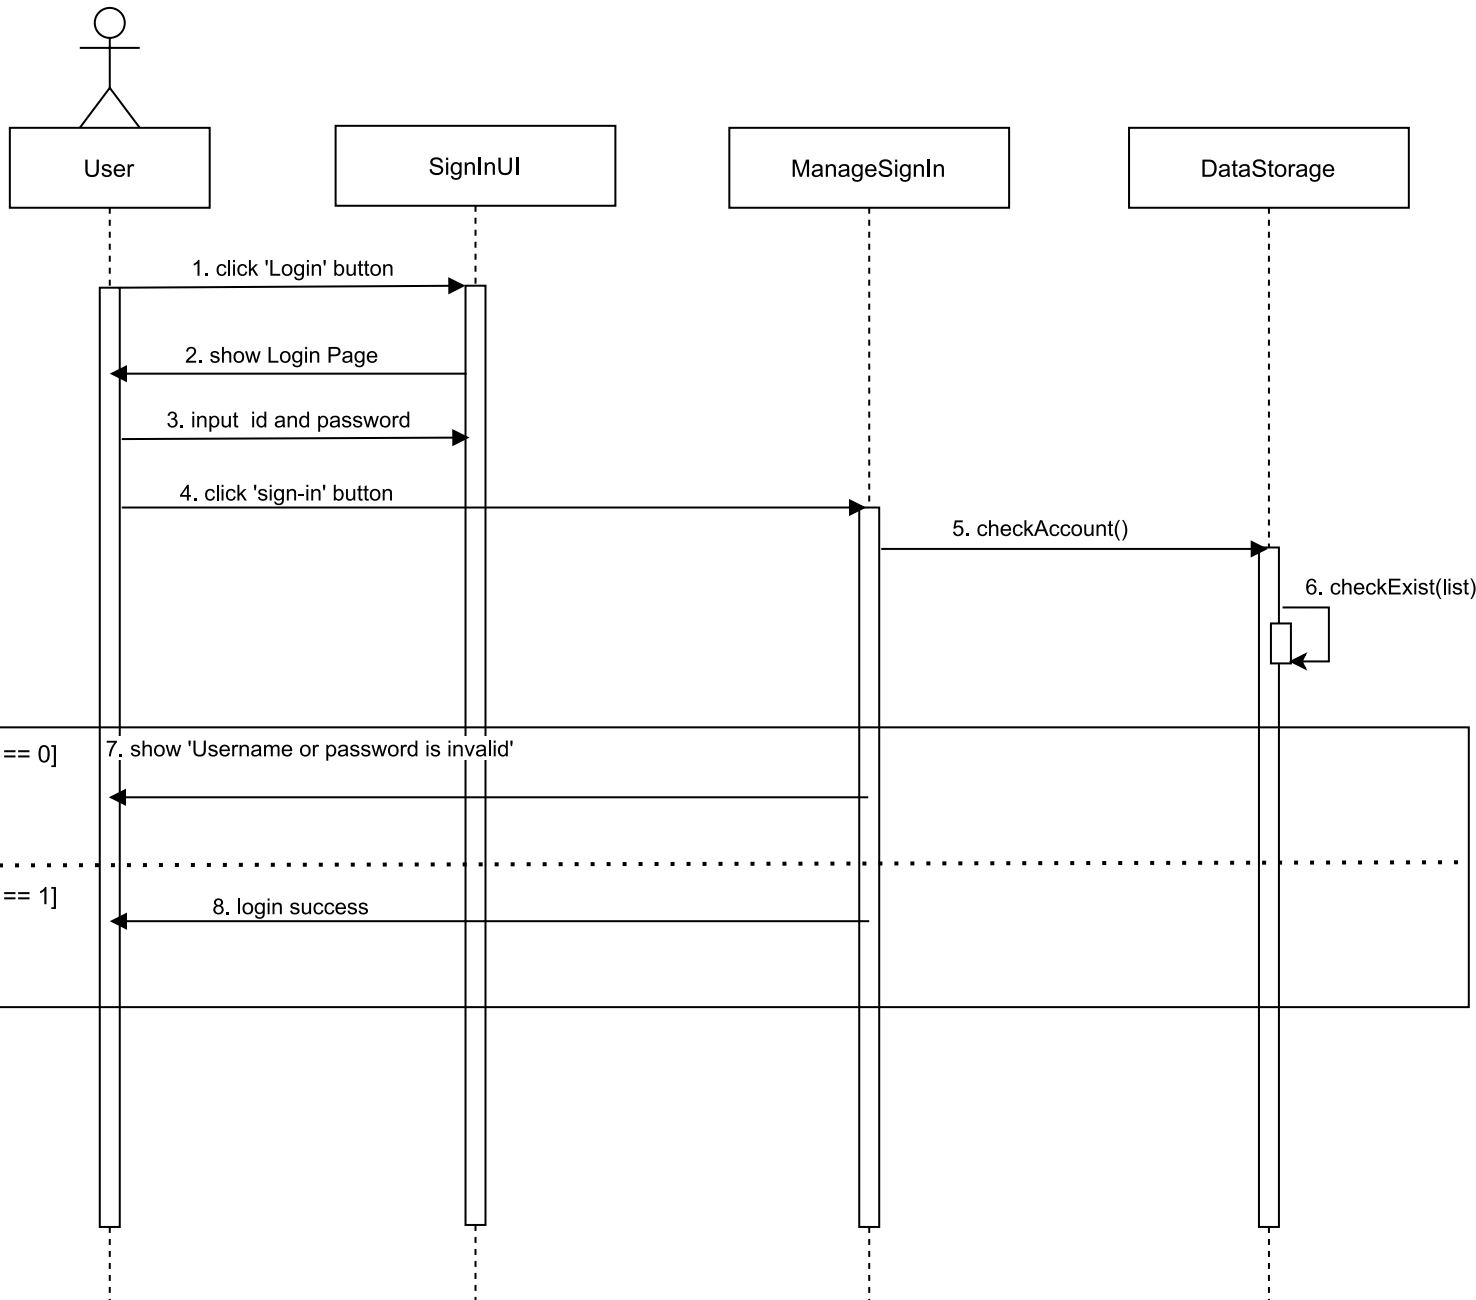 User
SignInUI
ManageSignIn
DataStorage
1. click 'Login' button
2. show Login Page
3. input  id and password
4. click 'sign-in' button
5. checkAccount()
6. checkExist(list)
== 0]
7. show 'Username or password is invalid'
== 1]
8. login success